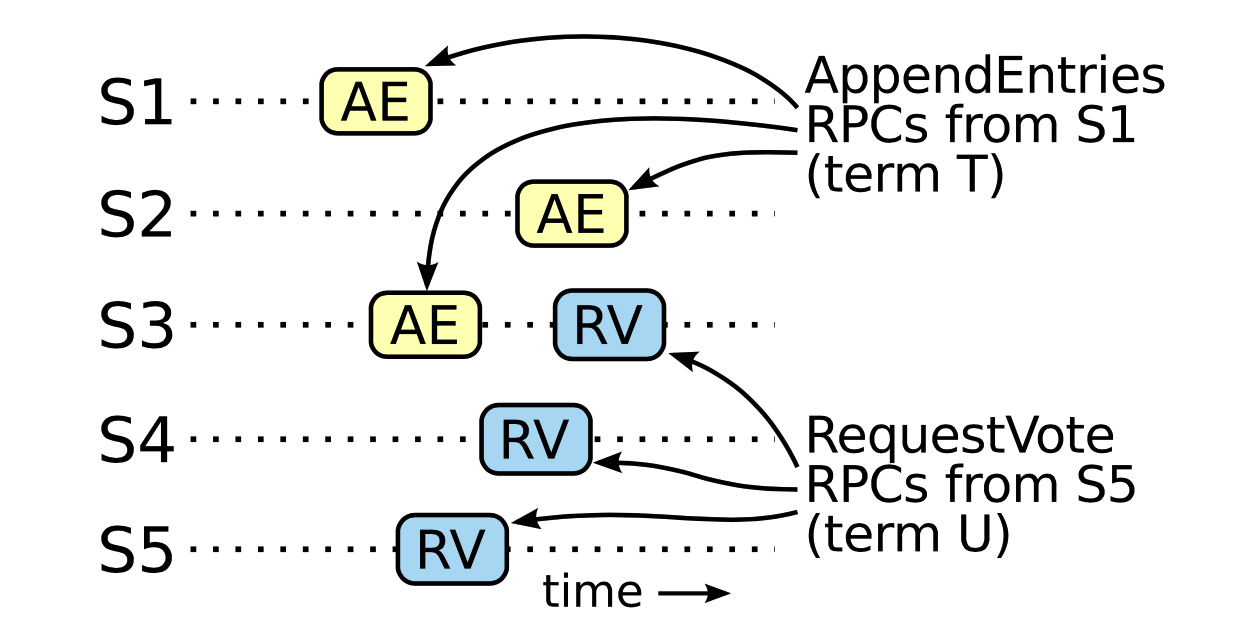 S1 AE
S2 AE
S3 AE RV
S4 RV
S5 RV
AppendEntries
RPCs from S1
(term T)
RequestVote
RPCs from S5
(term U)
time